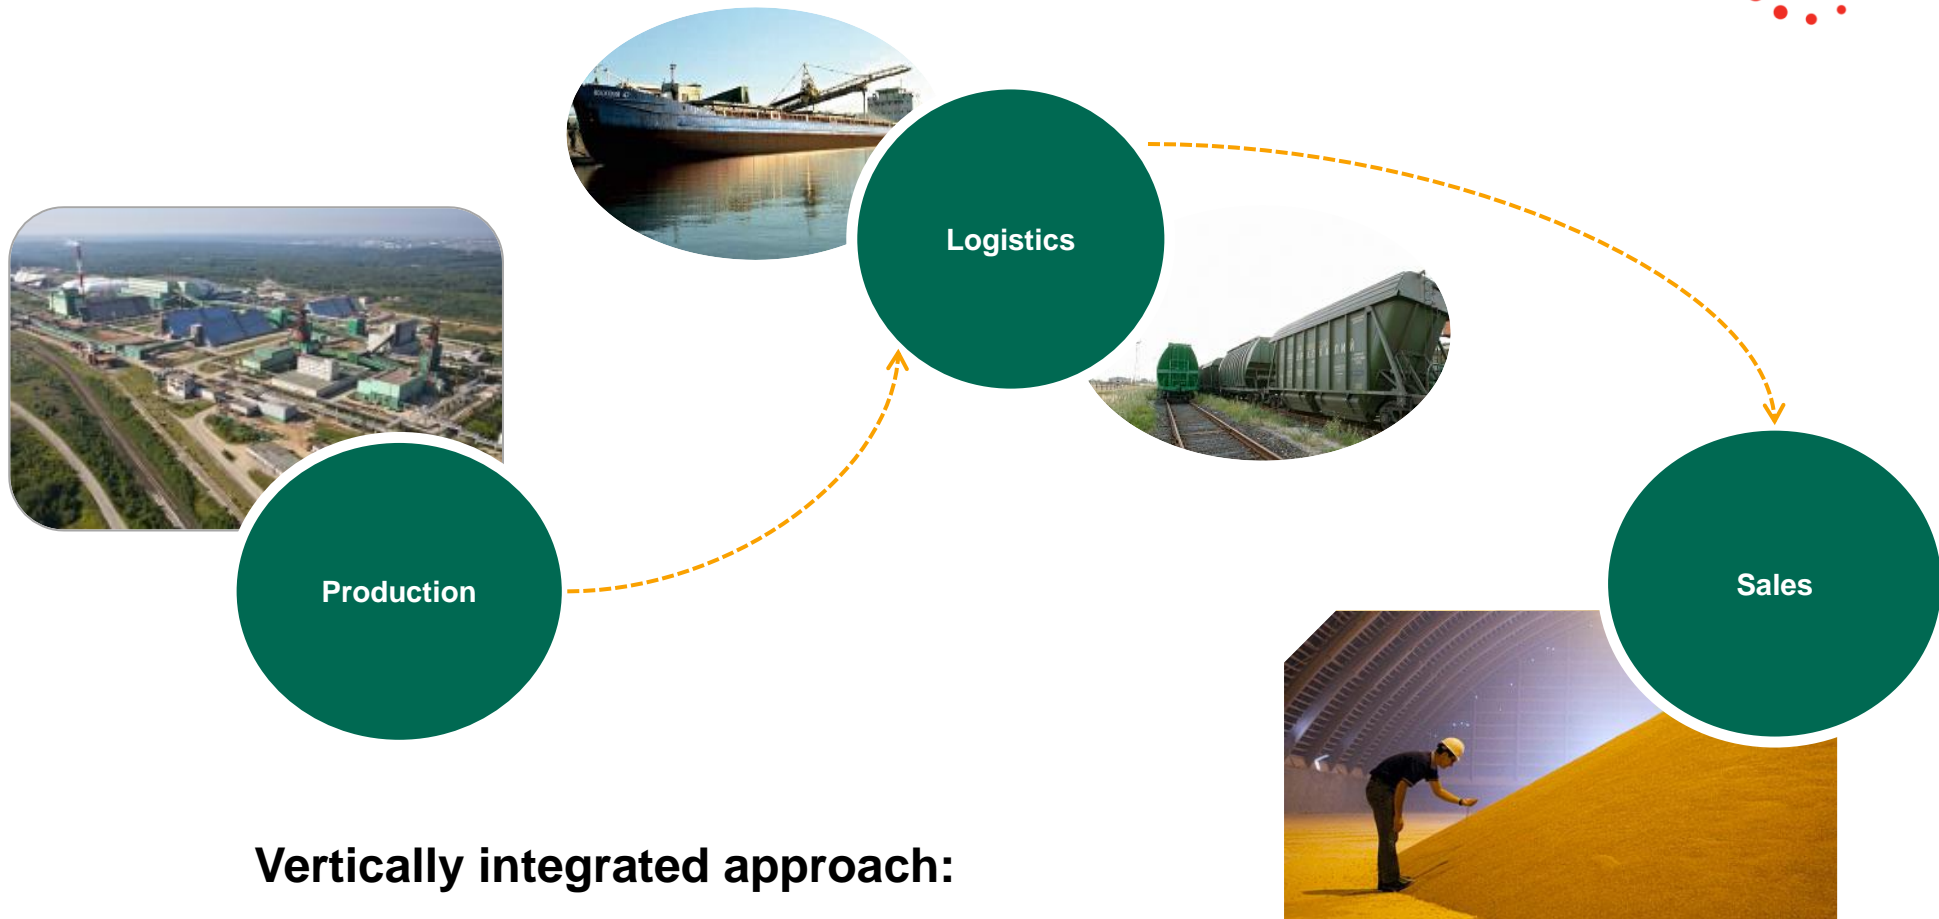 Logistics
Production
Sales
Vertically integrated approach: